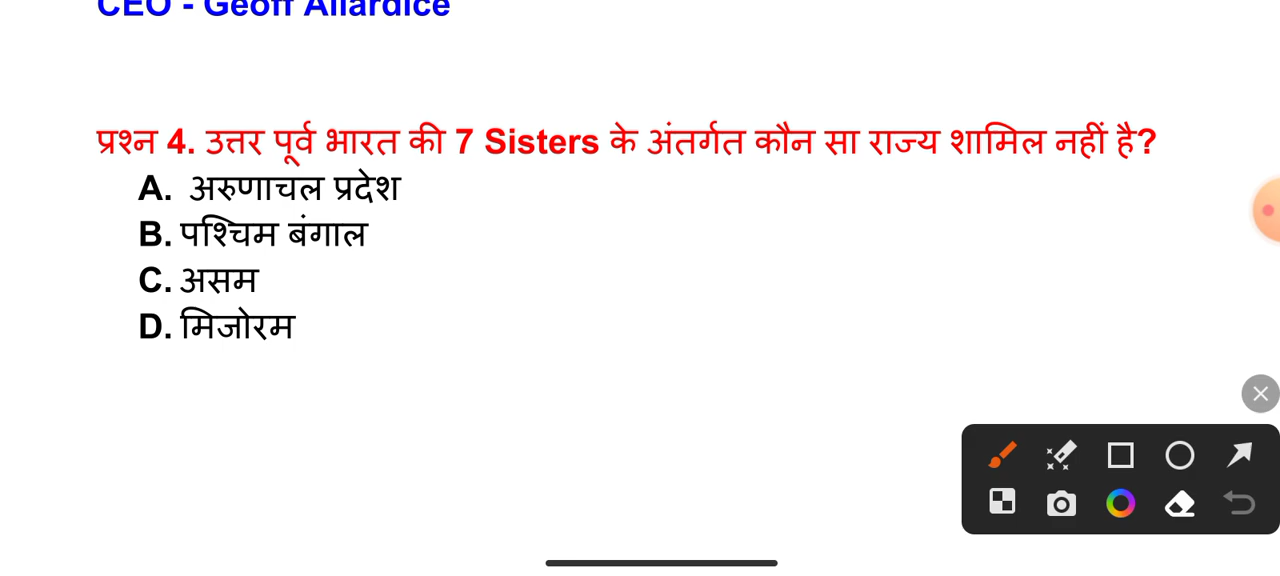 CEO - Geoff Allardice
प्रश्न 4. उत्तर पूर्व भारत की 7 Sisters के अंतर्गत कौन सा राज्य शामिल नहीं है?
A. अरुणाचल प्रदेश
B. पश्चिम बंगाल
C. असम
D. मिजोरम